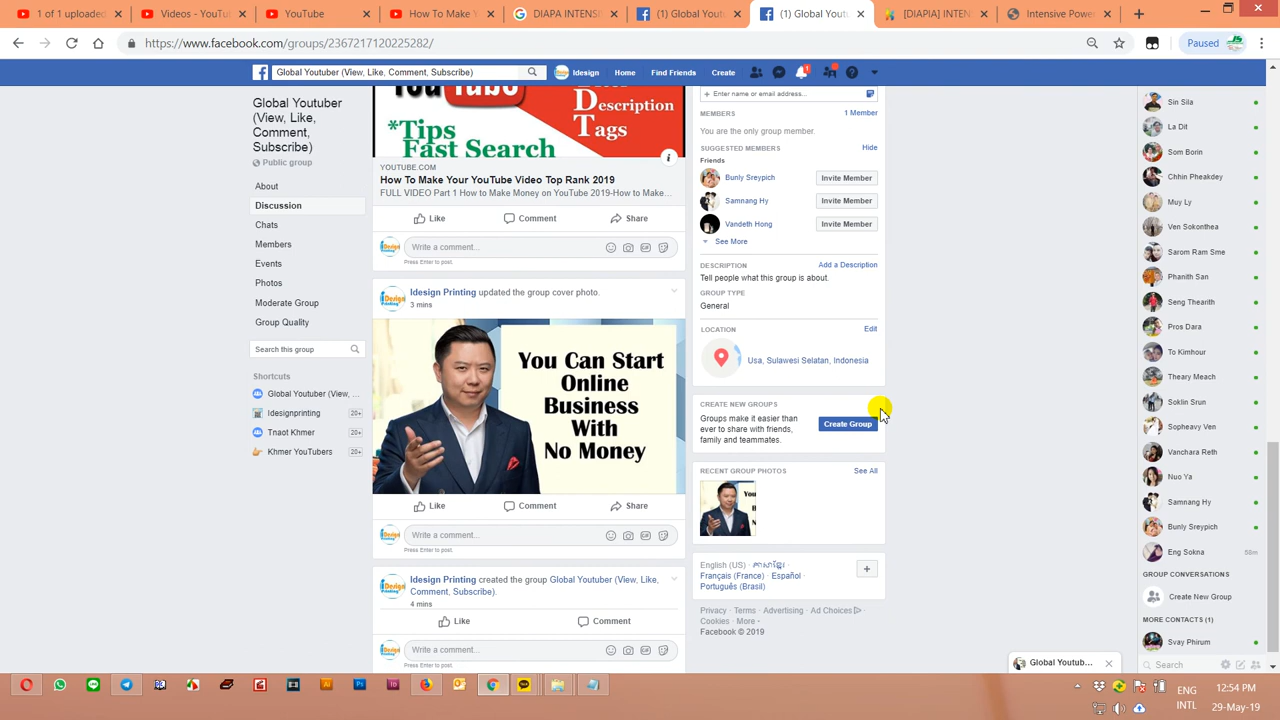 YouTube
Videos - YouTube
YouTube
How To Make Y
DIAPA INTENS
(1) Global Youtu
(1) Global Youtu
[DIAPIA] INTEN
Intensive Power
https://www.facebook.com/groups/2367217120225282/
Paused
Global Youtuber (View, Like, Comment, Subscribe)
Idesign
Home
Find Friends
Create
1
Global Youtuber
(View, Like,
Comment,
Subscribe)
Public group
About
Discussion
Chats
Members
Events
Photos
Moderate Group
Group Quality
Search this group
Shortcuts
Global Youtuber (View, ...
Idesignprinting 20+
Tnaot Khmer 20+
Khmer YouTubers 20+
Description
Tags
*Tips
Fast Search
YOUTUBE.COM
How To Make Your YouTube Video Top Rank 2019
FULL VIDEO Part 1 How to Make Money on YouTube 2019-How to Make...
Like
Comment
Share
Write a comment...
Press Enter to post.
Idesign Printing updated the group cover photo.
3 mins
You Can Start
Online
Business
With
No Money
Like
Comment
Share
Write a comment...
Press Enter to post.
Idesign Printing created the group Global Youtuber (View, Like,
Comment, Subscribe).
4 mins
Like
Comment
Write a comment...
+ Enter name or email address...
MEMBERS
1 Member
You are the only group member.
SUGGESTED MEMBERS
Hide
Friends
Bunly Sreypich
Invite Member
Samnang Hy
Invite Member
Vandeth Hong
Invite Member
See More
DESCRIPTION
Add a Description
Tell people what this group is about.
GROUP TYPE
General
LOCATION
Edit
Usa, Sulawesi Selatan, Indonesia
CREATE NEW GROUPS
Groups make it easier than
ever to share with friends,
family and teammates.
Create Group
RECENT GROUP PHOTOS
See All
English (US) · ភាសាខ្មែរ ·
Français (France) · Español ·
Português (Brasil)
Privacy · Terms · Advertising · Ad Choices ·
Cookies · More
Facebook © 2019
Sin Sila
La Dit
Som Borin
Chhin Pheakdey
Muy Ly
Ven Sokonthea
Sarom Ram Sme
Phanith San
Seng Thearith
Pros Dara
To Kimhour
Theary Meach
Soklin Srun
Sopheavy Ven
Vanchara Reth
Nuo Ya
Samnang Hy
Bunly Sreypich
Eng Sokna 58m
GROUP CONVERSATIONS
Create New Group
MORE CONTACTS (1)
Svay Phirum
Search
Global Youtub...
ENG
INTL
12:54 PM
29-May-19